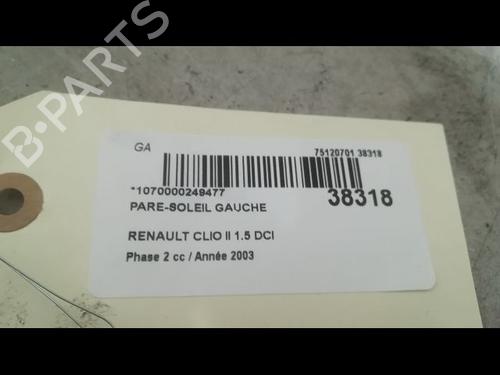 B-PARTS
GA
75120701 38318
*1070000249477
38318
PARE-SOLEIL GAUCHE
RENAULT CLIO II 1.5 DCI
Phase 2 cc / Année 2003